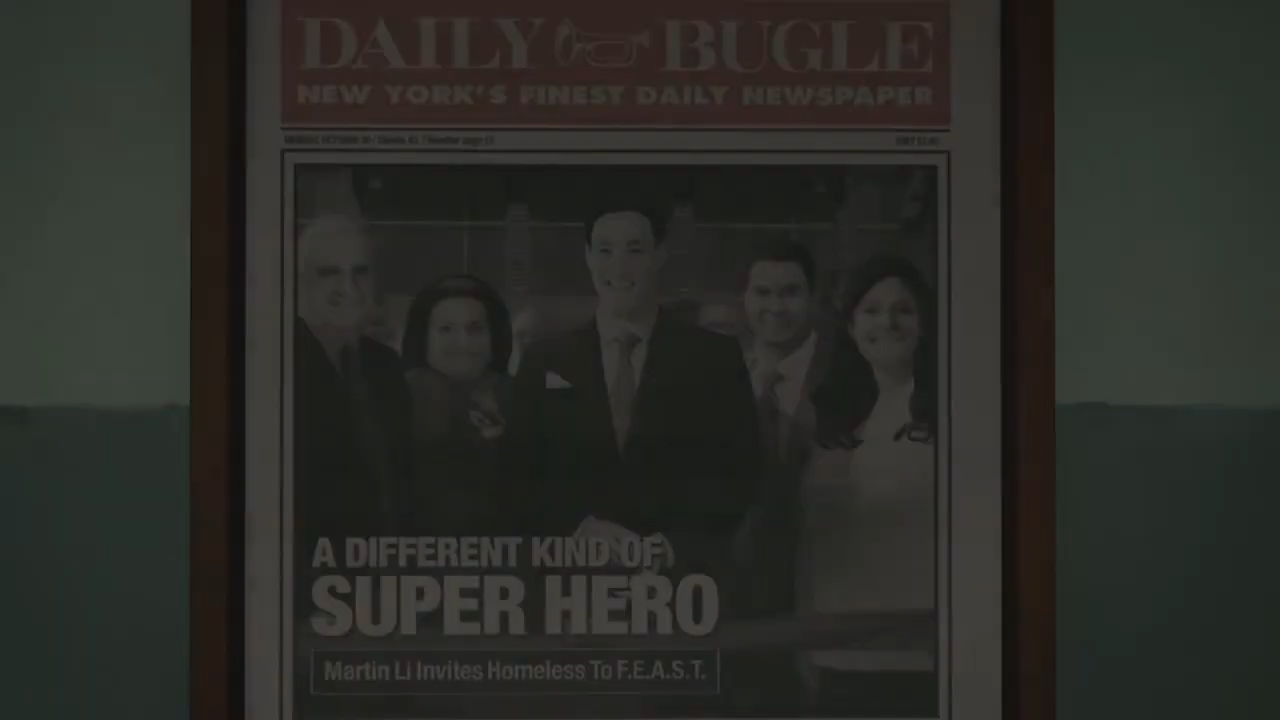 DAILY BUGLE
NEW YORK'S FINEST DAILY NEWSPAPER
A DIFFERENT KIND OF
SUPER HERO
Martin Li Invites Homeless To F.E.A.S.T.